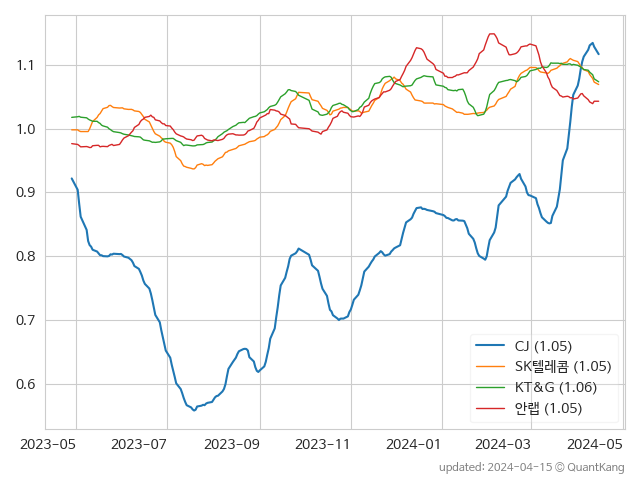 1.1
1.0
0.9
0.8
0.7
0.6
CJ (1.05)
SK텔레콤 (1.05)
KT&G (1.06)
안랩 (1.05)
2023-05 2023-07 2023-09 2023-11 2024-01 2024-03 2024-05
updated: 2024-04-15 © QuantKang